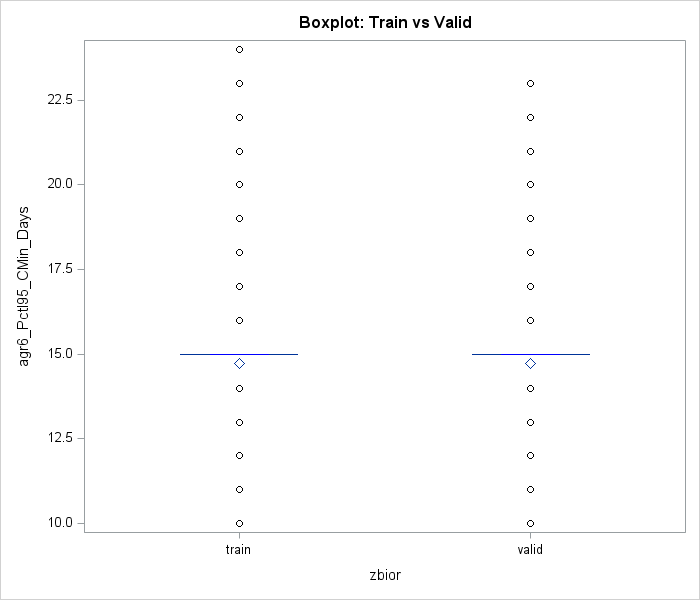 Boxplot: Train vs Valid
agr6_Pctl95_CMin_Days
22.5
20.0
17.5
15.0
12.5
10.0
train valid
zbior